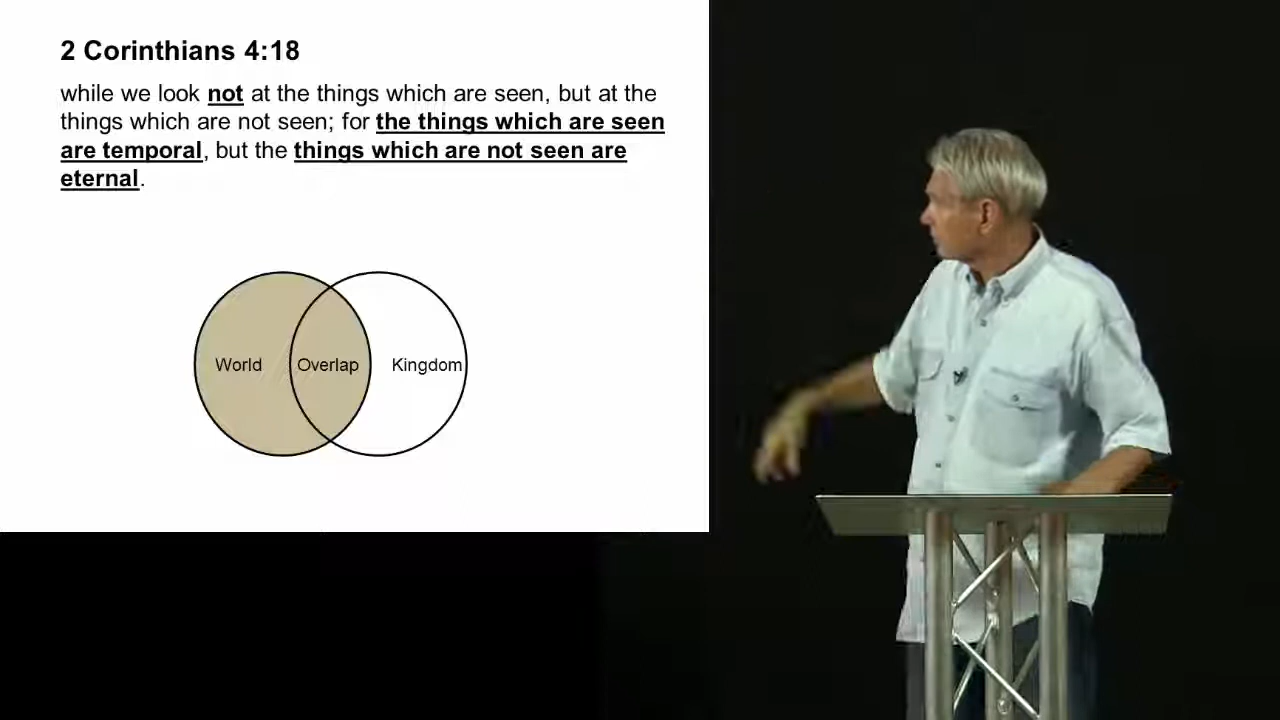 2 Corinthians 4:18
while we look not at the things which are seen, but at the
things which are not seen; for the things which are seen
are temporal, but the things which are not seen are
eternal.
World Overlap Kingdom